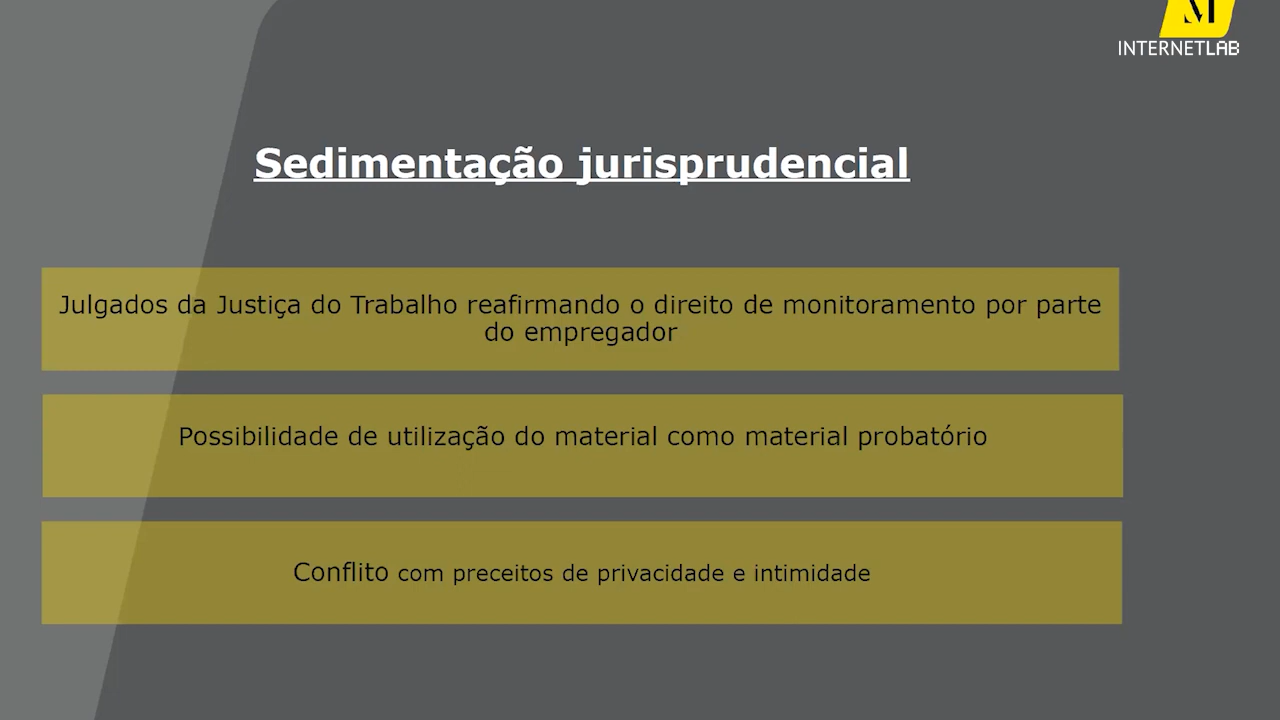 M
INTERNETLAB
Sedimentação jurisprudencial
Julgados da Justiça do Trabalho reafirmando o direito de monitoramento por parte
do empregador
Possibilidade de utilização do material como material probatório
Conflito com preceitos de privacidade e intimidade